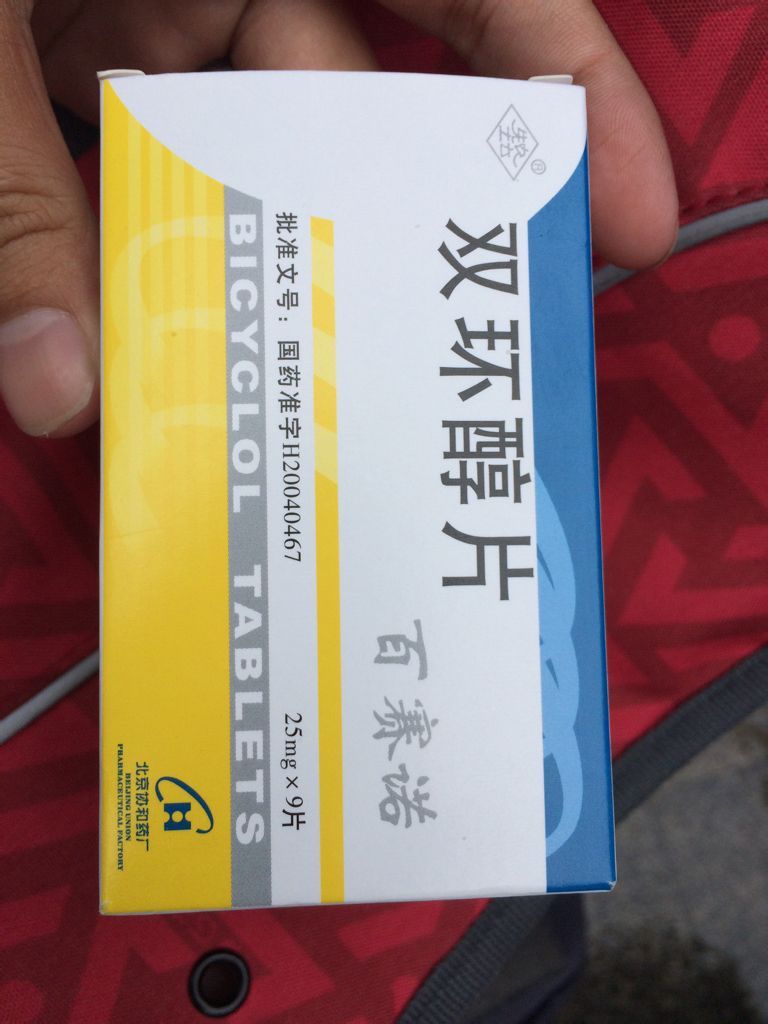 双环醇片
百赛诺
批准文号：国药准字H20040467
25mg×9片
BICYCLOL TABLETS
北京协和药厂
BEIJING UNION
PHARMACEUTICAL FACTORY